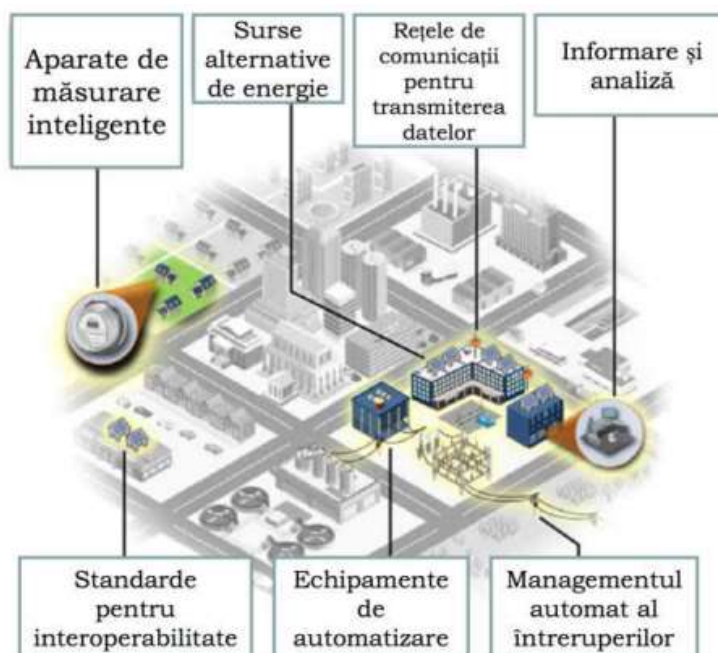 Aparate de
măsurare
inteligente
Surse
alternative
de energie
Rețele de
comunicații
pentru
transmiterea
datelor
Informare și
analiză
Standarde
pentru
interoperabilitate
Echipamente
de
automatizare
Managementul
automat al
întreruperilor